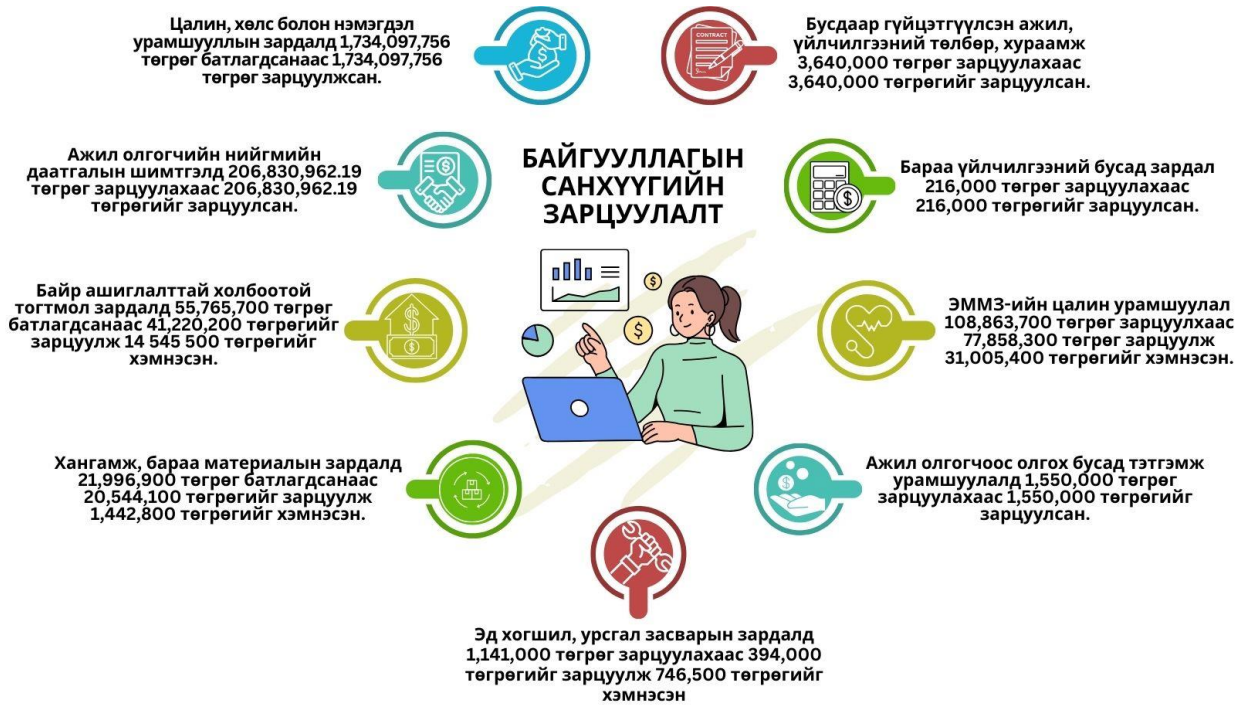 БАЙГУУЛЛАГЫН
САНХҮҮГИЙН
ЗАРЦУУЛАЛТ
Цалин, хөлс болон нэмэгдэл
урамшууллын зардалд 1,734,097,756
төгрөг батлагдсанаас 1,734,097,756
төгрөг зарцуулжсан.
Ажил олгогчийн нийгмийн
даатгалын шимтгэлд 206,830,962.19
төгрөг зарцуулахаас 206,830,962.19
төгрөгийг зарцуулсан.
Байр ашиглалттай холбоотой
тогтмол зардалд 55,765,700 төгрөг
батлагдсанаас 41,220,200 төгрөгийг
зарцуулж 14 545 500 төгрөгийг
хэмнэсэн.
Хангамж, бараа материалын зардалд
21,996,900 төгрөг батлагдсанаас
20,544,100 төгрөгийг зарцуулж
1,442,800 төгрөгийг хэмнэсэн.
Эд хогшил, урсгал засварын зардалд
1,141,000 төгрөг зарцуулахаас 394,000
төгрөгийг зарцуулж 746,500 төгрөгийг
хэмнэсэн
CONTRACT
Бусдаар гүйцэтгүүлсэн ажил,
үйлчилгээний төлбөр, хураамж
3,640,000 төгрөг зарцуулахаас
3,640,000 төгрөгийг зарцуулсан.
Бараа үйлчилгээний бусад зардал
216,000 төгрөг зарцуулахаас
216,000 төгрөгийг зарцуулсан.
ЭММЗ-ийн цалин урамшуулал
108,863,700 төгрөг зарцуулхаас
77,858,300 төгрөг зарцуулж
31,005,400 төгрөгийг хэмнэсэн.
Ажил олгогчоос олгох бусад тэтгэмж
урамшуулалд 1,550,000 төгрөг
зарцуулахаас 1,550,000 төгрөгийг
зарцуулсан.